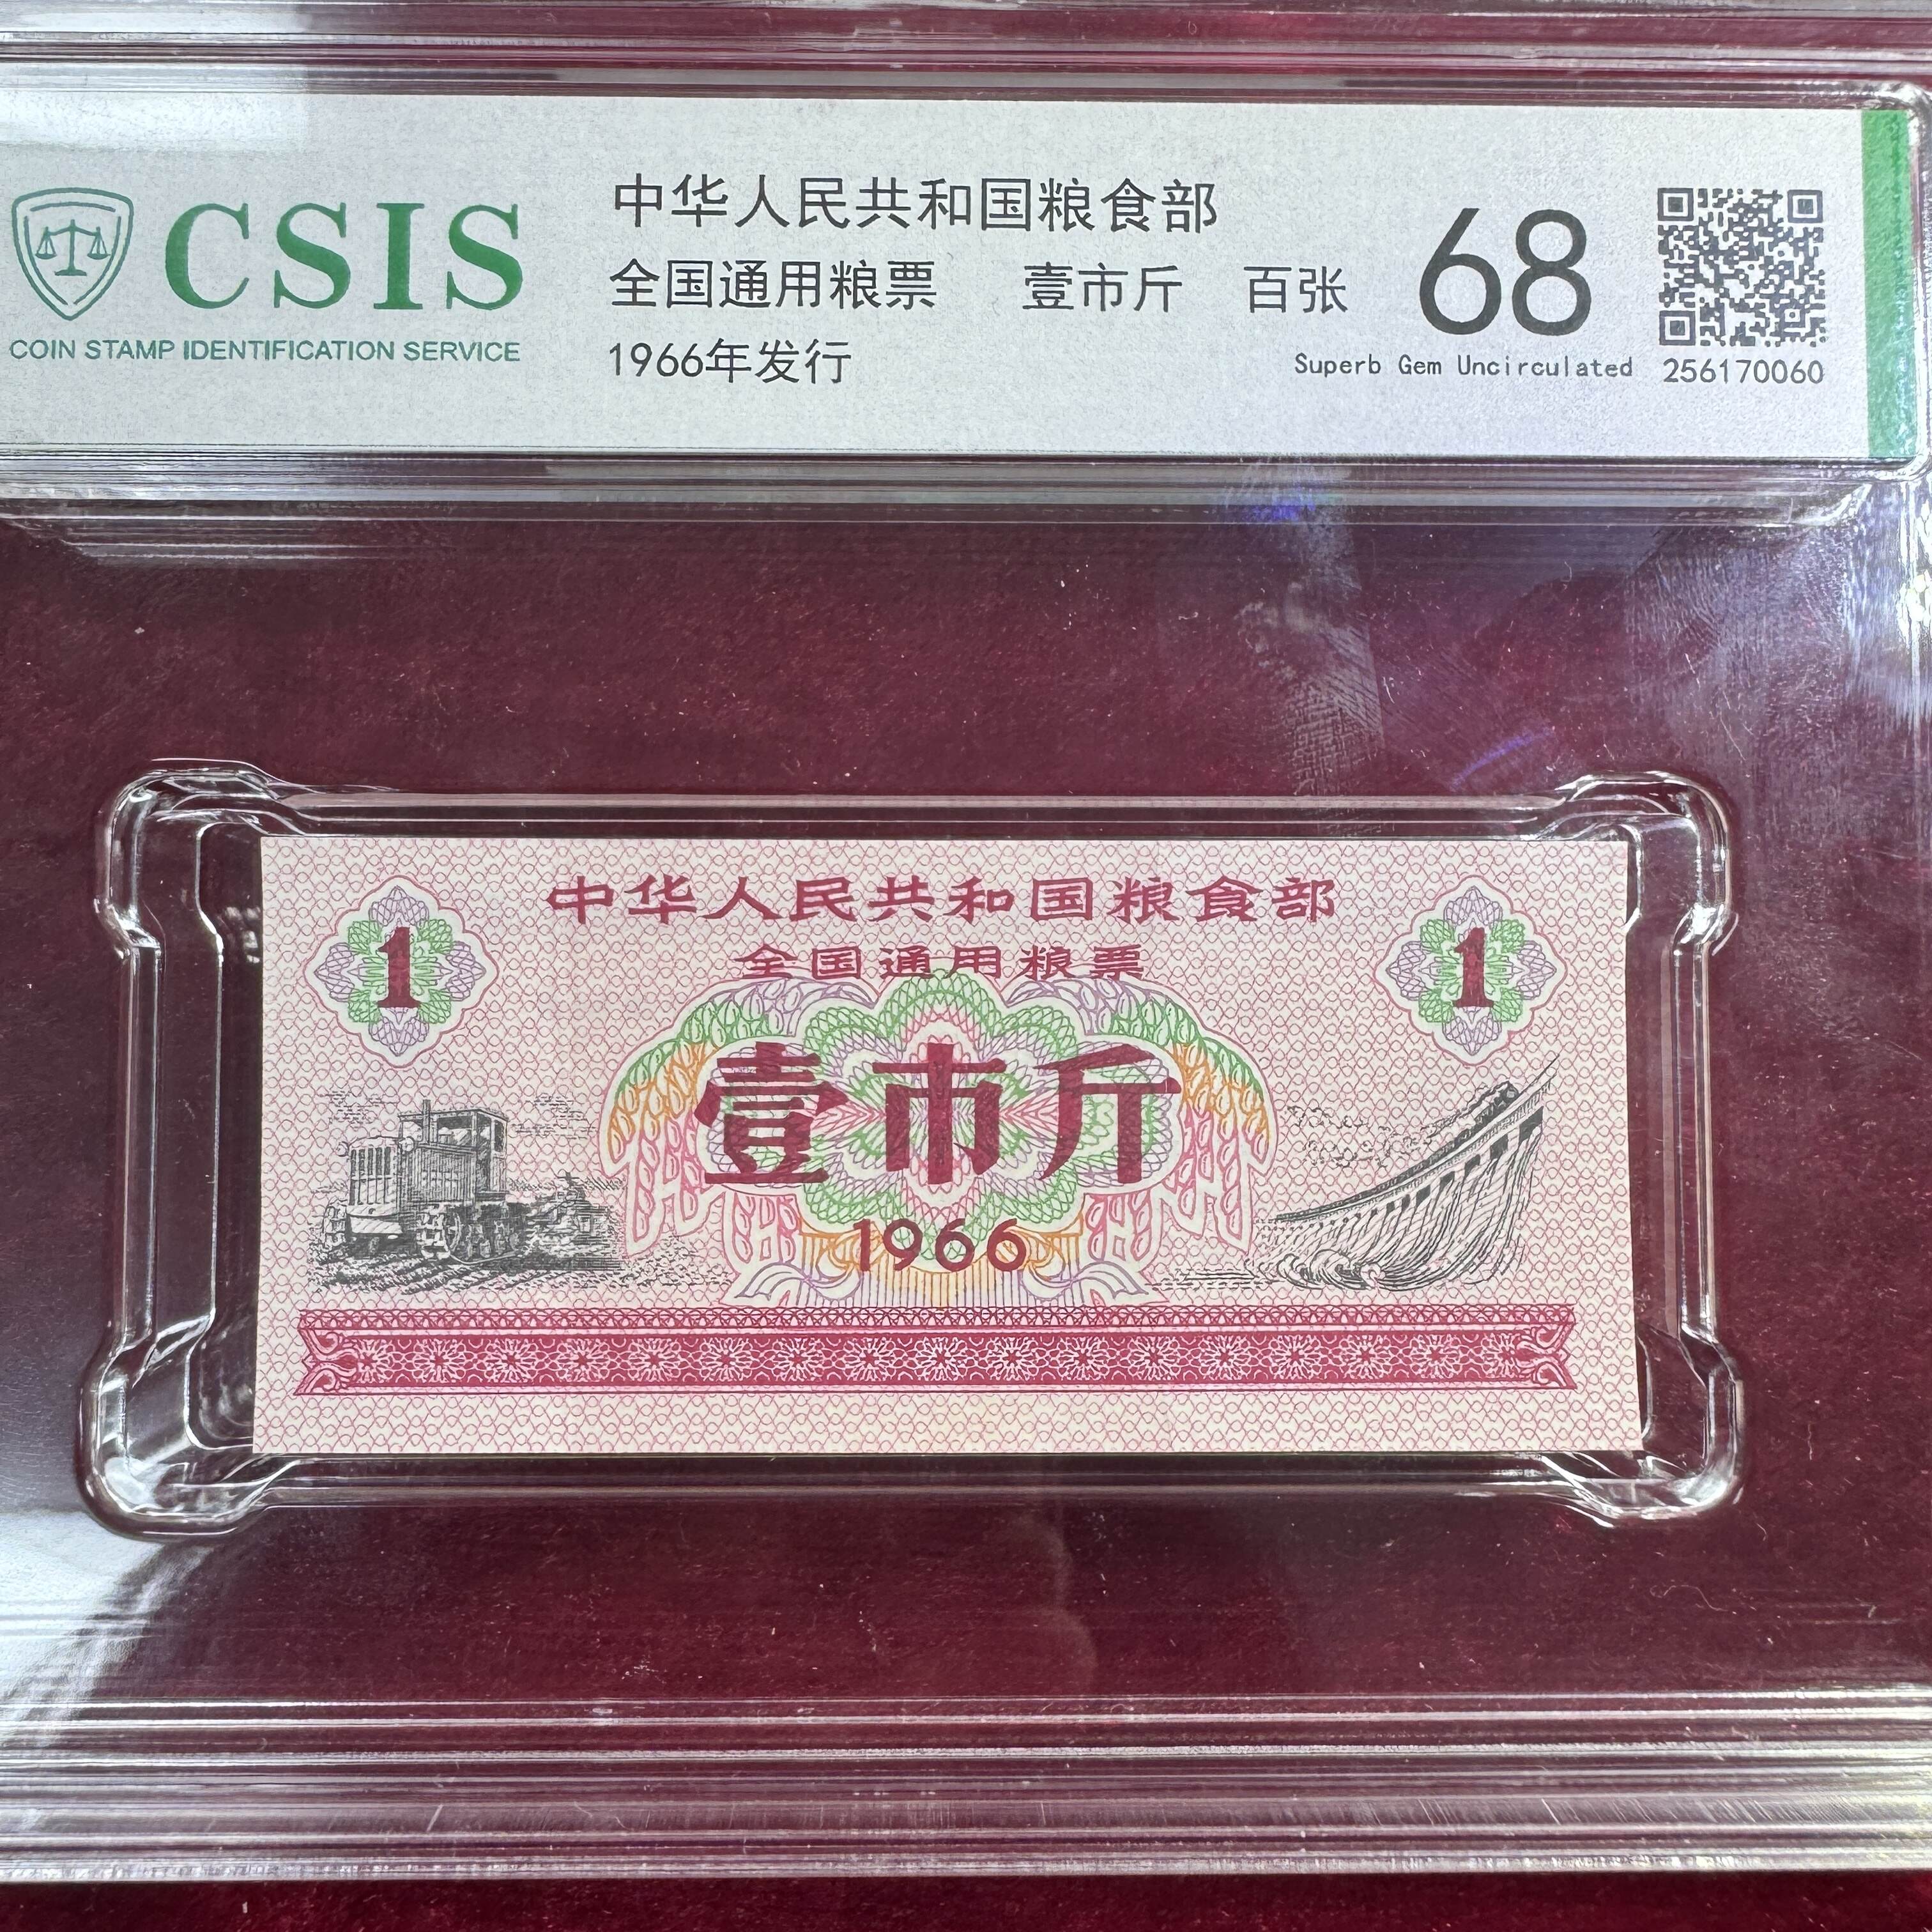 CSIS
COIN STAMP IDENTIFICATION SERVICE
中华人民共和国粮食部
全国通用粮票 壹市斤 百张
1966年发行
68
Superb Gem Uncirculated
256170060
中华人民共和国粮食部
全国通用粮票
1
1
壹市斤
1966